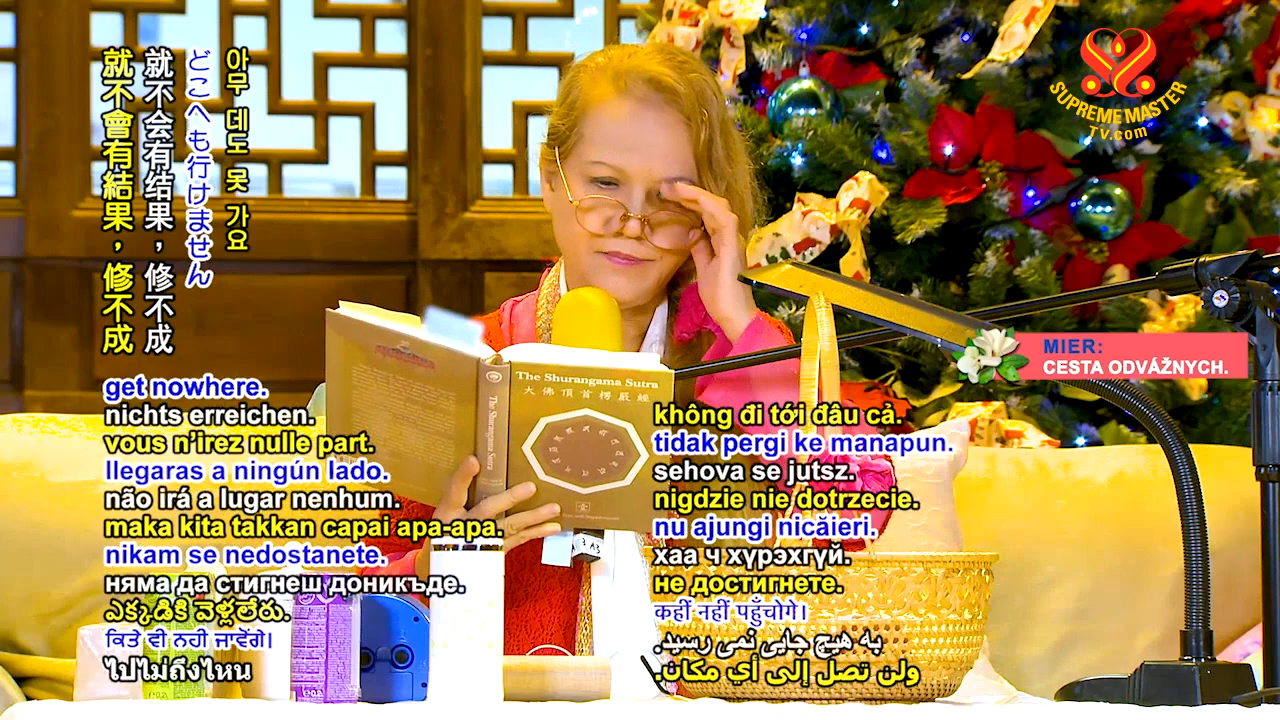 就不會有結果，修不成
就不会有结果，修不成
どこへも行けません
아무 데도 못 가요
SUPREME MASTER
TV.com
MIER:
CESTA ODVÁŽNYCH.
The Shurangama Sutra
大佛頂首楞嚴經
The Shurangama Sutra
get nowhere.
nichts erreichen.
vous n’irez nulle part.
llegaras a ningún lado.
não irá a lugar nenhum.
maka kita takkan capai apa-apa.
nikam se nedostanete.
няма да стигнеш доникъде.
ఎక్కడికి వెళ్లలేరు.
ਕਿਤੇ ਵੀ ਨਹੀ ਜਾਵੋਂਗੇ।
ไปไม่ถึงไหน
không đi tới đâu cả.
tidak pergi ke manapun.
sehova se jutsz.
nigdzie nie dotrzecie.
nu ajungi nicăieri.
хаа ч хүрэхгүй.
не достигнете.
कहीं नहीं पहुँचोगे।
به هیچ جایی نمی رسید.
ولن تصل إلى أي مكان.